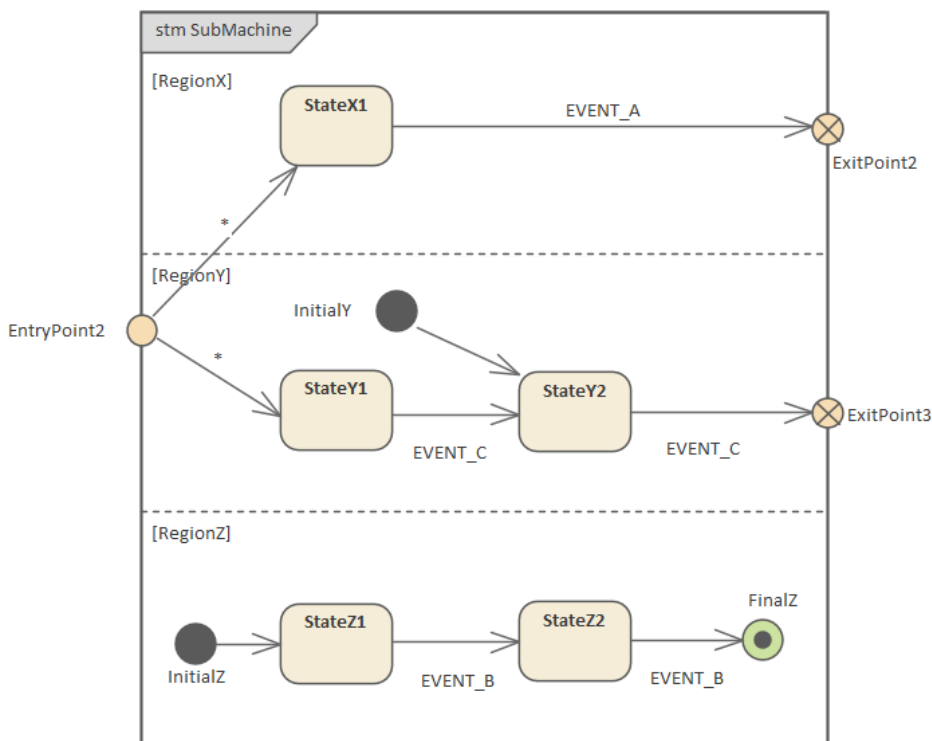 stm SubMachine
[RegionX]
StateX1
EVENT_A
ExitPoint2
*
[RegionY]
InitialY
EntryPoint2
*
StateY1
StateY2
ExitPoint3
EVENT_C
EVENT_C
[RegionZ]
StateZ1
StateZ2
FinalZ
InitialZ
EVENT_B
EVENT_B